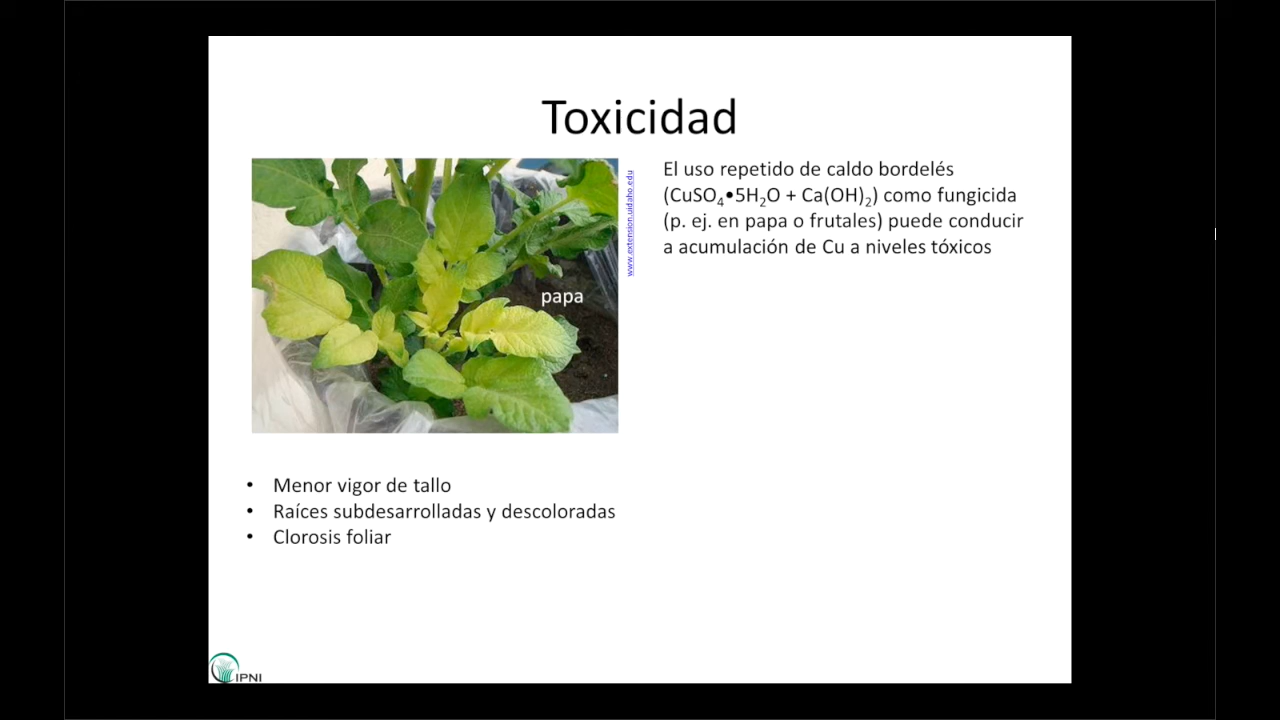 Toxicidad
El uso repetido de caldo bordelés
(CuSO₄•5H₂O + Ca(OH)₂) como fungicida
(p. ej. en papa o frutales) puede conducir
a acumulación de Cu a niveles tóxicos
www.extension.uidaho.edu
papa
• Menor vigor de tallo
• Raíces subdesarrolladas y descoloradas
• Clorosis foliar
IPNI